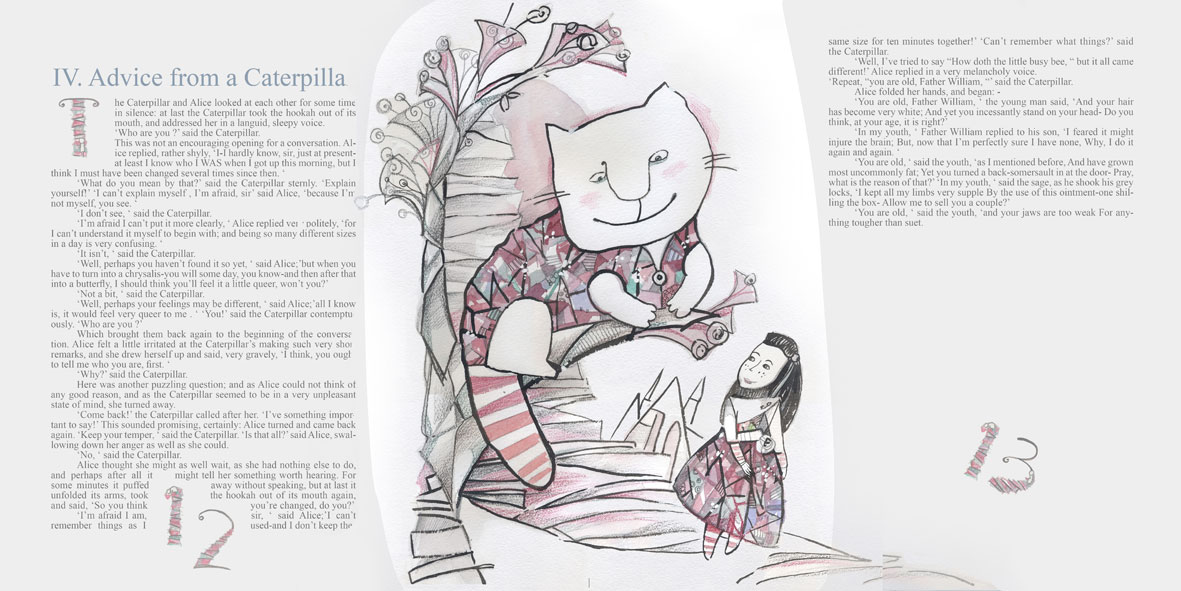 IV. Advice from a Caterpilla
The Caterpillar and Alice looked at each other for some time
in silence: at last the Caterpillar took the hookah out of its
mouth, and addressed her in a languid, sleepy voice.
‘Who are you ?’ said the Caterpillar.
This was not an encouraging opening for a conversation. Al-
ice replied, rather shyly, ‘I-I hardly know, sir, just at present-
at least I know who I WAS when I got up this morning, but I
think I must have been changed several times since then. ‘
‘What do you mean by that?’ said the Caterpillar sternly. ‘Explain
yourself!’ ‘I can’t explain myself , I’m afraid, sir’ said Alice, ‘because I’m
not myself, you see. ‘
‘I don’t see, ‘ said the Caterpillar.
‘I’m afraid I can’t put it more clearly, ‘ Alice replied ver politely, ‘for
I can’t understand it myself to begin with; and being so many different sizes
in a day is very confusing. ‘
‘It isn’t, ‘ said the Caterpillar.
‘Well, perhaps you haven’t found it so yet, ‘ said Alice;’but when you
have to turn into a chrysalis-you will some day, you know-and then after that
into a butterfly, I should think you’ll feel it a little queer, won’t you?’
‘Not a bit, ‘ said the Caterpillar.
‘Well, perhaps your feelings may be different, ‘ said Alice;’all I know
is, it would feel very queer to me . ‘ ‘You!’ said the Caterpillar contemptu
ously. ‘Who are you ?’
Which brought them back again to the beginning of the conversa
tion. Alice felt a little irritated at the Caterpillar’s making such very shor
remarks, and she drew herself up and said, very gravely, ‘I think, you ought
to tell me who you are, first. ‘
‘Why?’ said the Caterpillar.
Here was another puzzling question; and as Alice could not think of
any good reason, and as the Caterpillar seemed to be in a very unpleasant
state of mind, she turned away.
‘Come back!’ the Caterpillar called after her. ‘I’ve something impor
tant to say!’ This sounded promising, certainly: Alice turned and came back
again. ‘Keep your temper, ‘ said the Caterpillar. ‘Is that all?’ said Alice, swal-
lowing down her anger as well as she could.
‘No, ‘ said the Caterpillar.
Alice thought she might as well wait, as she had nothing else to do,
and perhaps after all it might tell her something worth hearing. For
some minutes it puffed away without speaking, but at last it
unfolded its arms, took the hookah out of its mouth again,
and said, ‘So you think you’re changed, do you?’
‘I’m afraid I am, sir, ‘ said Alice;’I can’t
remember things as I used-and I don’t keep the
12
same size for ten minutes together!’ ‘Can’t remember what things?’ said
the Caterpillar.
‘Well, I’ve tried to say “How doth the little busy bee, “ but it all came
different!’ Alice replied in a very melancholy voice.
‘Repeat, “you are old, Father William, “’ said the Caterpillar.
Alice folded her hands, and began: -
‘You are old, Father William, ‘ the young man said, ‘And your hair
has become very white; And yet you incessantly stand on your head- Do you
think, at your age, it is right?’
‘In my youth, ‘ Father William replied to his son, ‘I feared it might
injure the brain; But, now that I’m perfectly sure I have none, Why, I do it
again and again. ‘
‘You are old, ‘ said the youth, ‘as I mentioned before, And have grown
most uncommonly fat; Yet you turned a back-somersault in at the door- Pray,
what is the reason of that?’ ‘In my youth, ‘ said the sage, as he shook his grey
locks, ‘I kept all my limbs very supple By the use of this ointment-one shil-
ling the box- Allow me to sell you a couple?’
‘You are old, ‘ said the youth, ‘and your jaws are too weak For any-
thing tougher than suet.
13